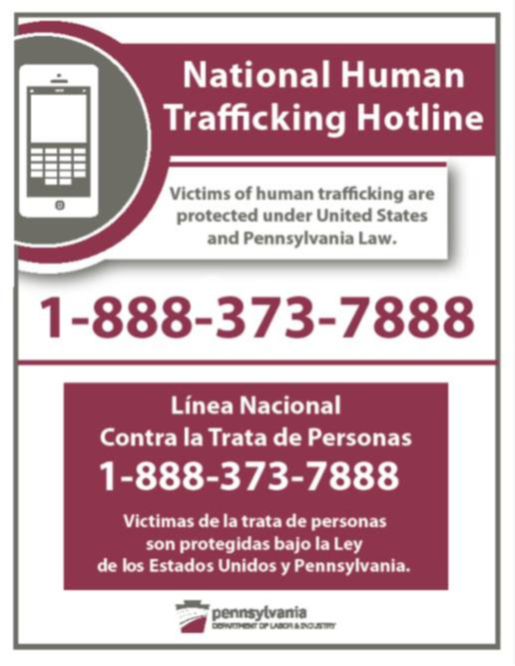 National Human
Trafficking Hotline
Victims of human trafficking are
protected under United States
and Pennsylvania Law.
1-888-373-7888
Línea Nacional
Contra la Trata de Personas
1-888-373-7888
Victimas de la trata de personas
son protegidas bajo la Ley
de los Estados Unidos y Pennsylvania.
pennsylvania
DEPARTMENT OF LABOR & INDUSTRY